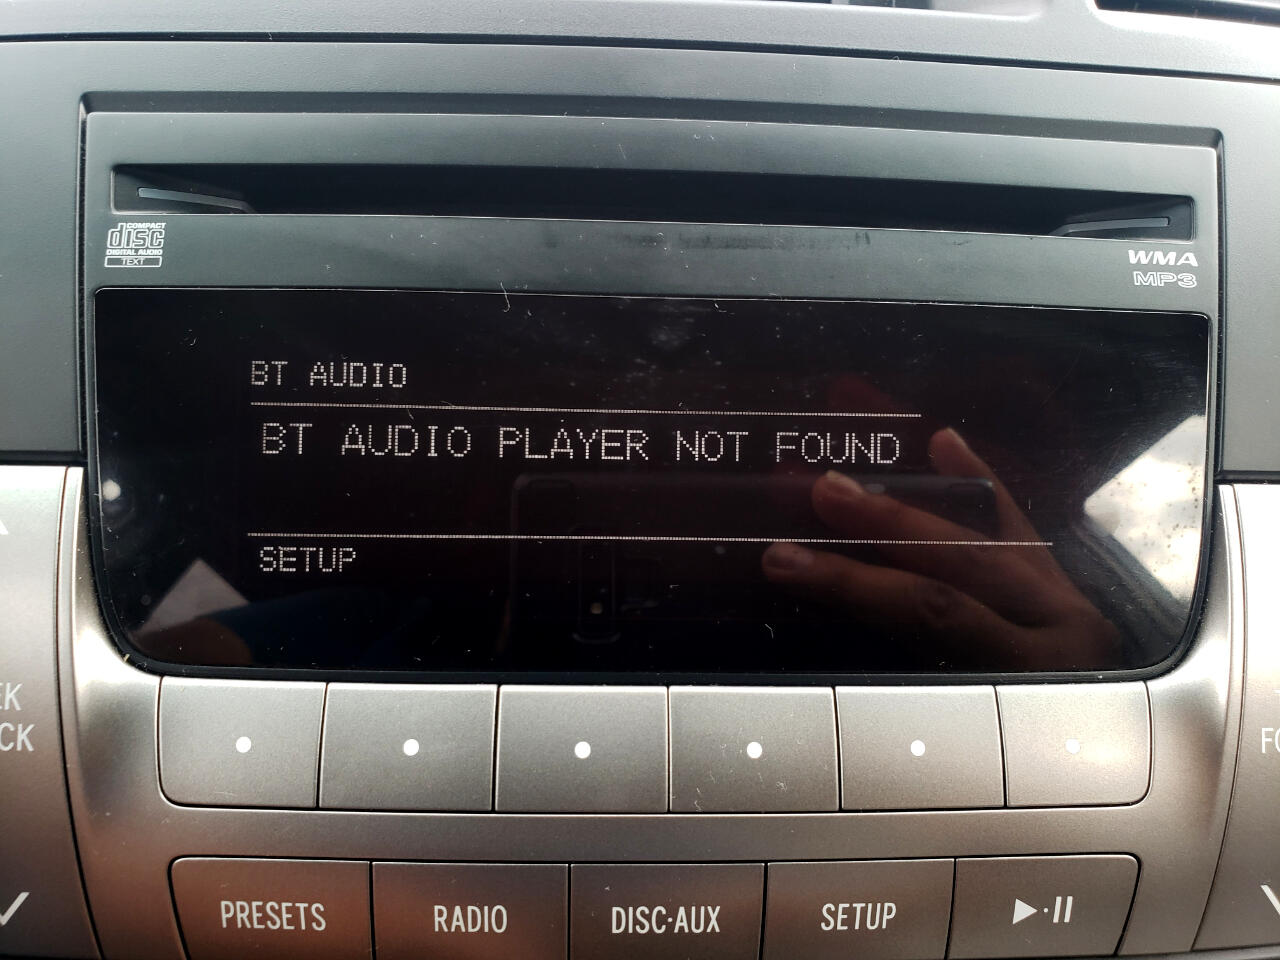 COMPACT
disc
DIGITAL AUDIO
TEXT
WMA
MP3
BT AUDIO
BT AUDIO PLAYER NOT FOUND
SETUP
PRESETS
RADIO
DISC·AUX
SETUP